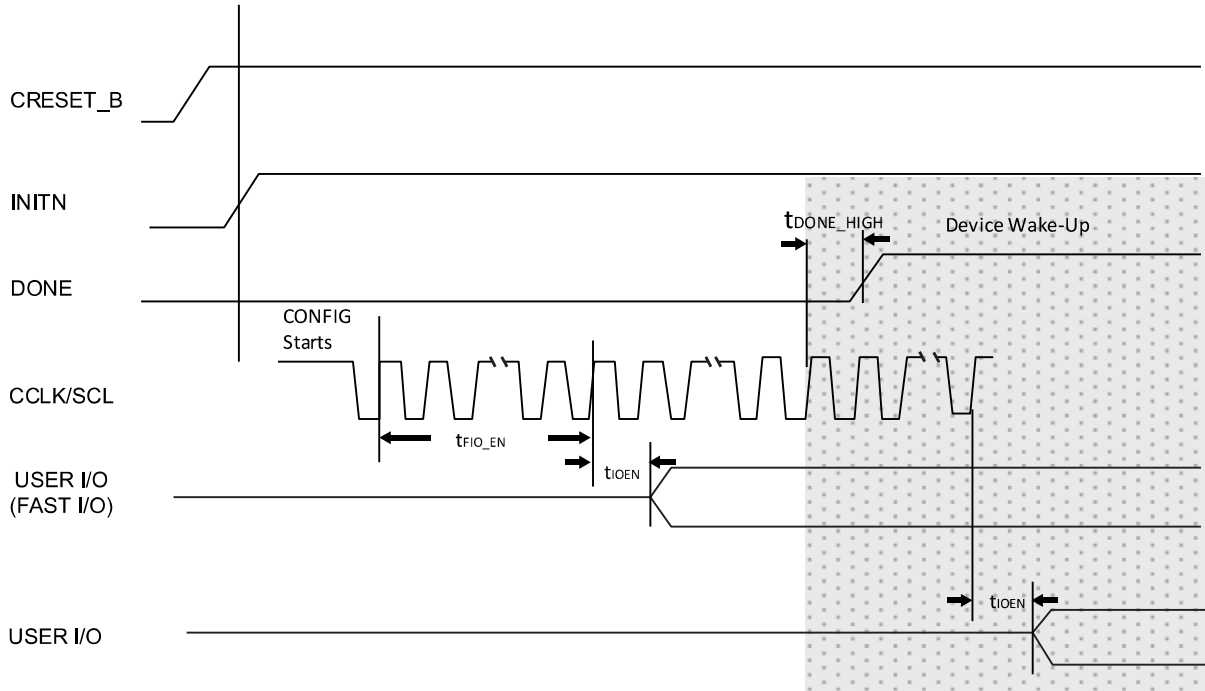 CRESET_B
INITN
tDONE_HIGH
Device Wake-Up
DONE
CONFIG
Starts
CCLK/SCL
tFIO_EN
tIOEN
USER I/O
(FAST I/O)
tIOEN
USER I/O